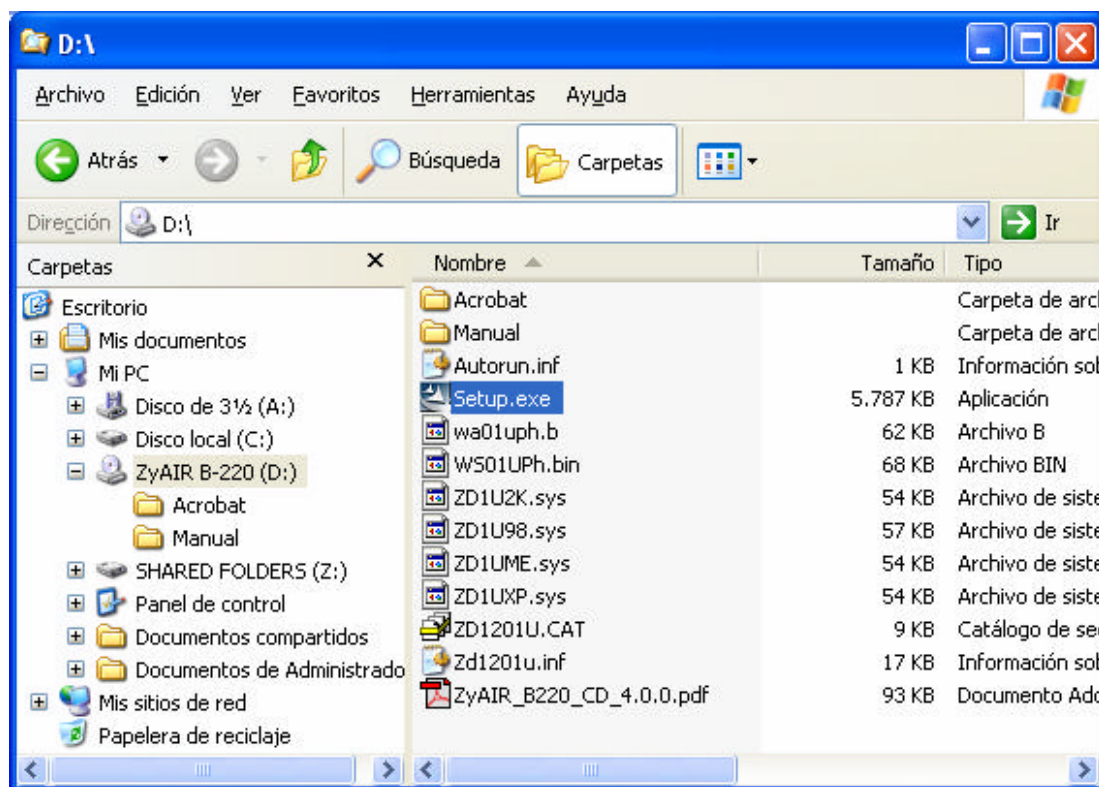 D:\
Archivo Edición Ver Favoritos Herramientas Ayuda
Atrás Búsqueda Carpetas
Dirección D:\ Ir
Carpetas
Escritorio
Mis documentos
Mi PC
Disco de 3½ (A:)
Disco local (C:)
ZyAIR B-220 (D:)
Acrobat
Manual
SHARED FOLDERS (Z:)
Panel de control
Documentos compartidos
Documentos de Administrado
Mis sitios de red
Papelera de reciclaje
Nombre Tamaño Tipo
Acrobat Carpeta de arc
Manual Carpeta de arc
Autorun.inf 1 KB Información so
Setup.exe 5.787 KB Aplicación
wa01uph.b 62 KB Archivo B
WS01UPh.bin 68 KB Archivo BIN
ZD1U2K.sys 54 KB Archivo de siste
ZD1U98.sys 57 KB Archivo de siste
ZD1UME.sys 54 KB Archivo de siste
ZD1UXP.sys 54 KB Archivo de siste
ZD1201U.CAT 9 KB Catálogo de se
Zd1201u.inf 17 KB Información so
ZyAIR_B220_CD_4.0.0.pdf 93 KB Documento Ado